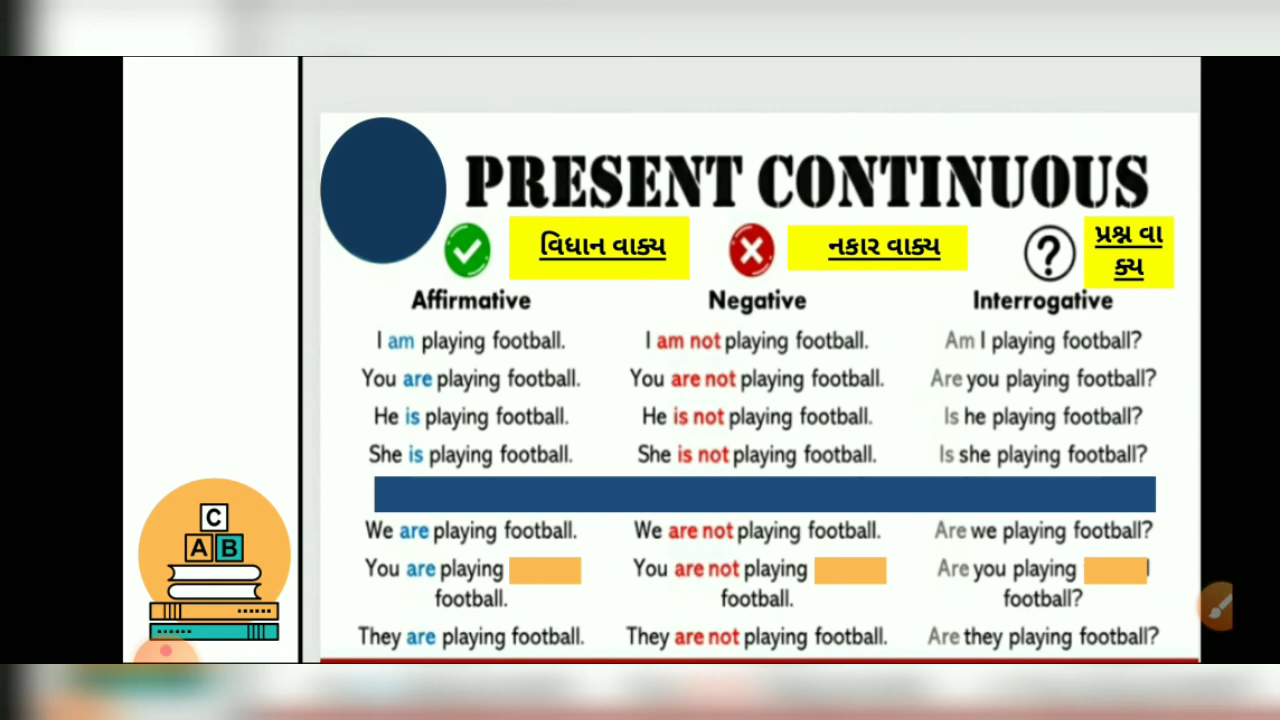 PRESENT CONTINUOUS
વિધાન વાક્ય
નકાર વાક્ય
પ્રશ્ન વા
ક્ય
Affirmative
Negative
Interrogative
I am playing football.
I am not playing football.
Am I playing football?
You are playing football.
You are not playing football.
Are you playing football?
He is playing football.
He is not playing football.
Is he playing football?
She is playing football.
She is not playing football.
Is she playing football?
We are playing football.
We are not playing football.
Are we playing football?
You are playing
football.
You are not playing
football.
Are you playing
football?
They are playing football.
They are not playing football.
Are they playing football?
C
A B